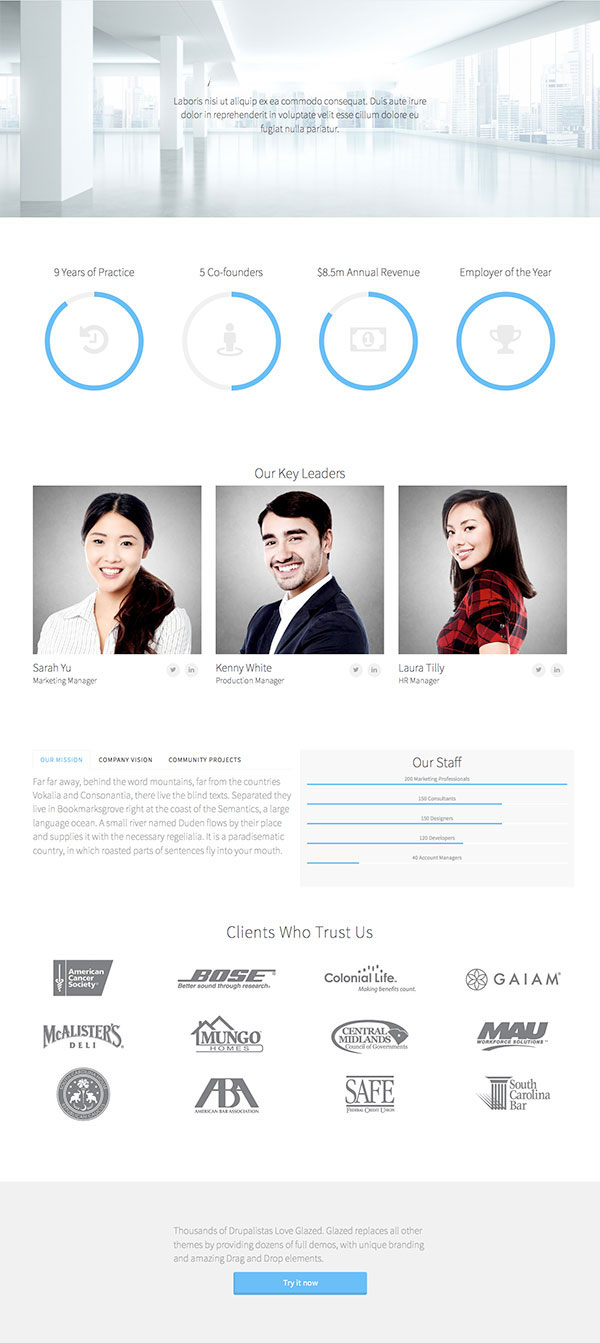 Laboris nisi ut aliquip ex ea commodo consequat. Duis aute irure
dolor in reprehenderit in voluptate velit esse cillum dolore eu
fugiat nulla pariatur.
9 Years of Practice
5 Co-founders
$8.5m Annual Revenue
Employer of the Year
1
Our Key Leaders
Sarah Yu
Marketing Manager
Kenny White
Production Manager
Laura Tilly
HR Manager
OUR MISSION COMPANY VISION COMMUNITY PROJECTS
Far far away, behind the word mountains, far from the countries
Vokalia and Consonantia, there live the blind texts. Separated they
live in Bookmarksgrove right at the coast of the Semantics, a large
language ocean. A small river named Duden flows by their place
and supplies it with the necessary regelialia. It is a paradisematic
country, in which roasted parts of sentences fly into your mouth.
Our Staff
200 Marketing Professionals
150 Consultants
150 Designers
120 Developers
40 Account Managers
Clients Who Trust Us
American
Cancer
Society
BOSE
Better sound through research.
Colonial Life.
Making benefits count.
GAIAM
MCALISTER'S
DELI
MUNGO
HOMES
CENTRAL
MIDLANDS
Council of Governments
MAU
WORKFORCE SOLUTIONS
ABA
AMERICAN BAR ASSOCIATION
SAFE
FEDERAL CREDIT UNION
South
Carolina
Bar
Thousands of Drupalistas Love Glazed. Glazed replaces all other
themes by providing dozens of full demos, with unique branding
and amazing Drag and Drop elements.
Try it now